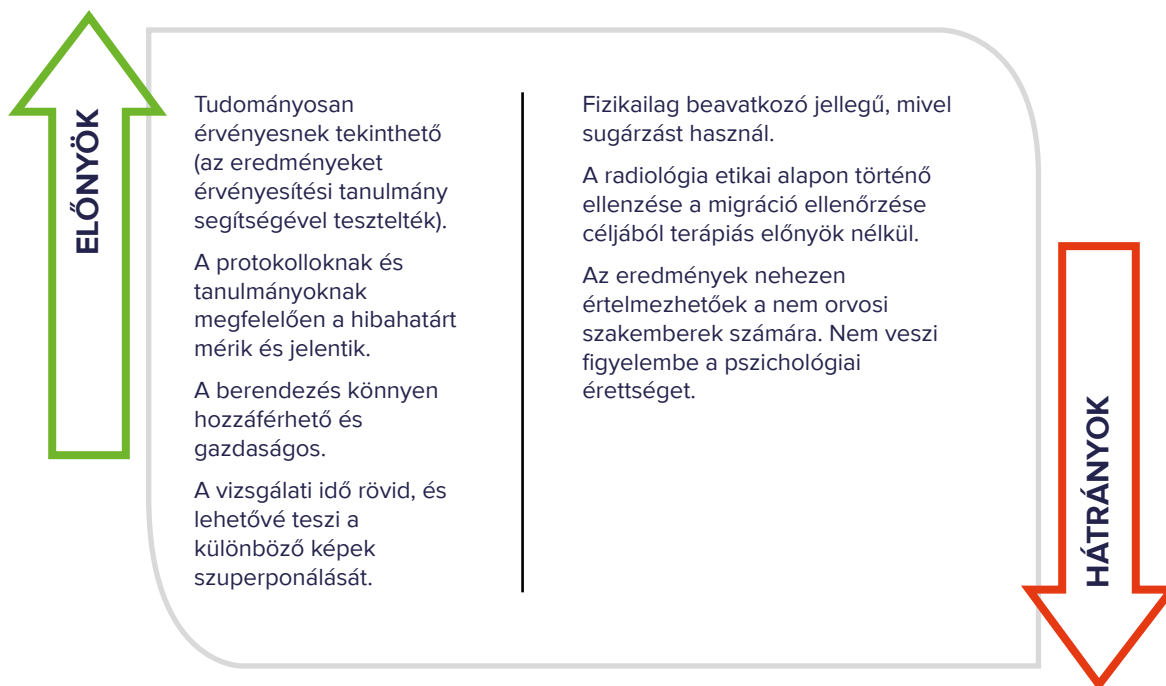 ELŐNYÖK
Tudományosan
érvényesnek tekinthető
(az eredményeket
érvényesítési tanulmány
segítségével tesztelték).
A protokolloknak és
tanulmányoknak
megfelelően a hibahatárt
mérik és jelentik.
A berendezés könnyen
hozzáférhető és
gazdaságos.
A vizsgálati idő rövid, és
lehetővé teszi a
különböző képek
szuperponálását.
Fizikailag beavatkozó jellegű, mivel
sugárzást használ.
A radiológia etikai alapon történő
ellenzése a migráció ellenőrzése
céljából terápiás előnyök nélkül.
Az eredmények nehezen
értelmezhetőek a nem orvosi
szakemberek számára. Nem veszi
figyelembe a pszichológiai
érettséget.
HÁTRÁNYOK